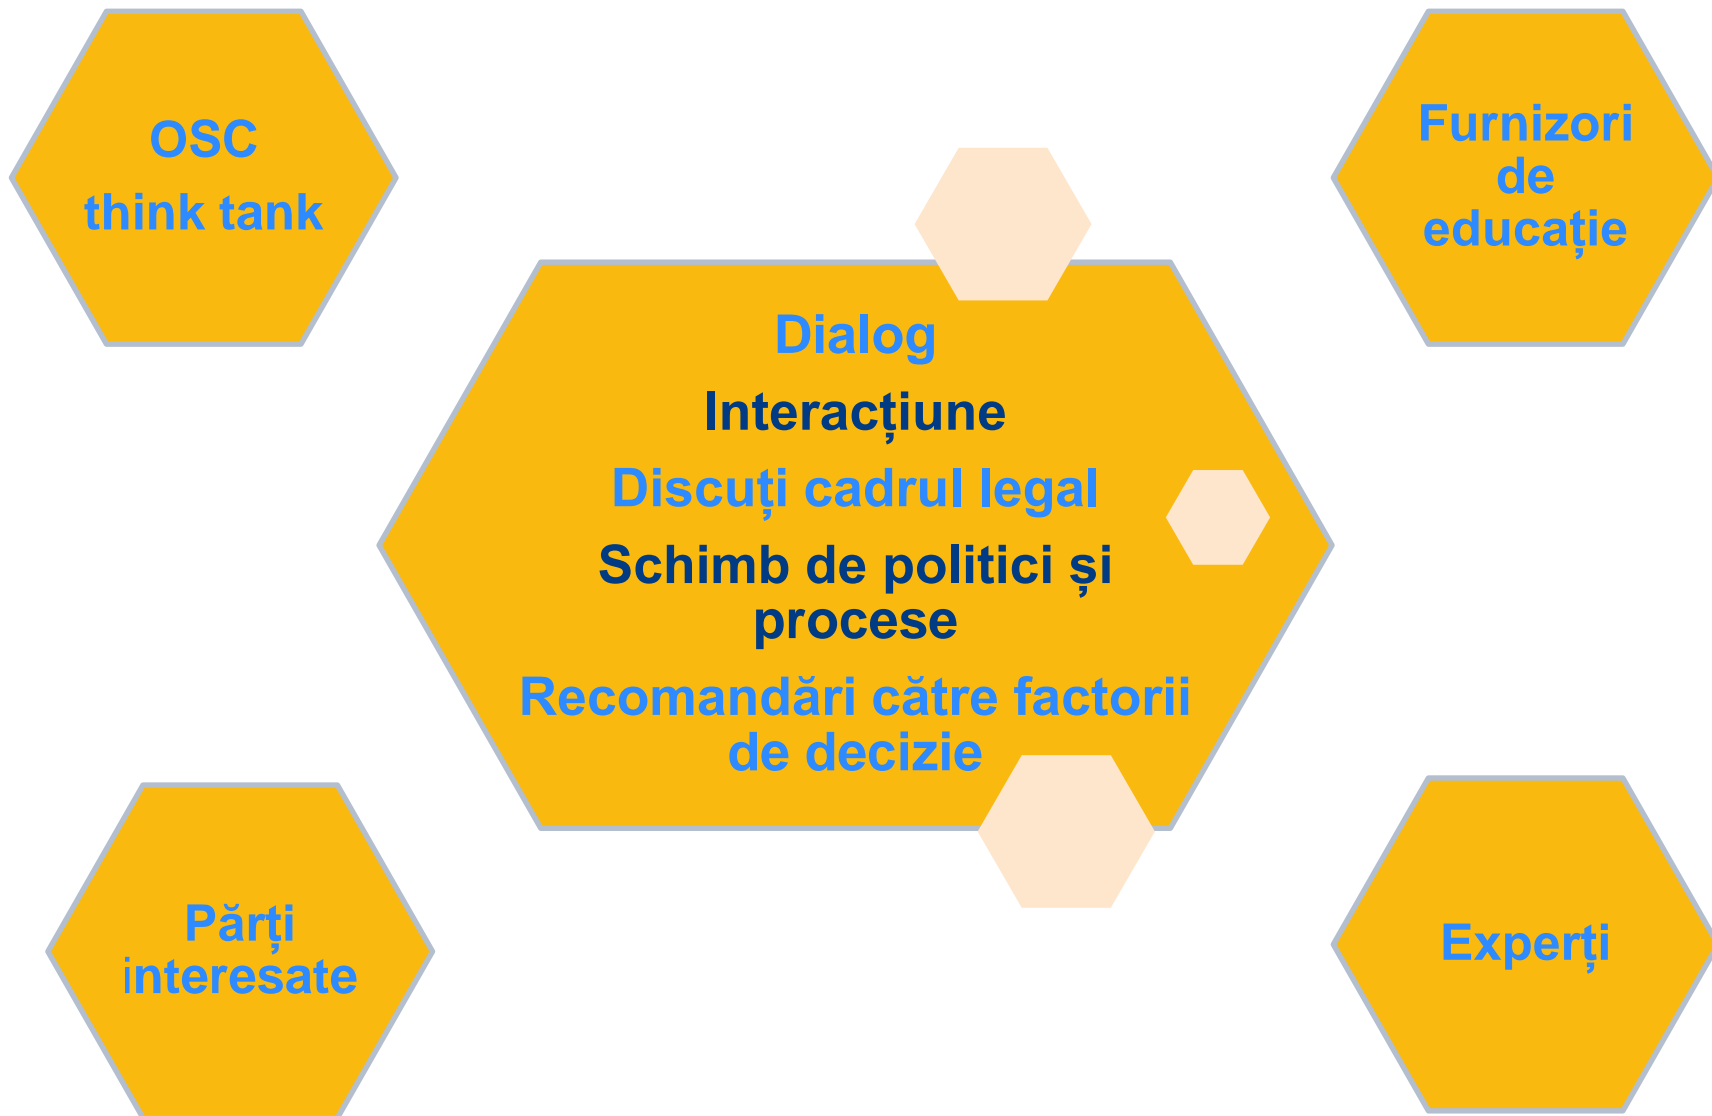 OSC
think tank
Furnizori
de
educație
Dialog
Interacțiune
Discuți cadrul legal
Schimb de politici și
procese
Recomandări către factorii
de decizie
Părți
interesate
Experți